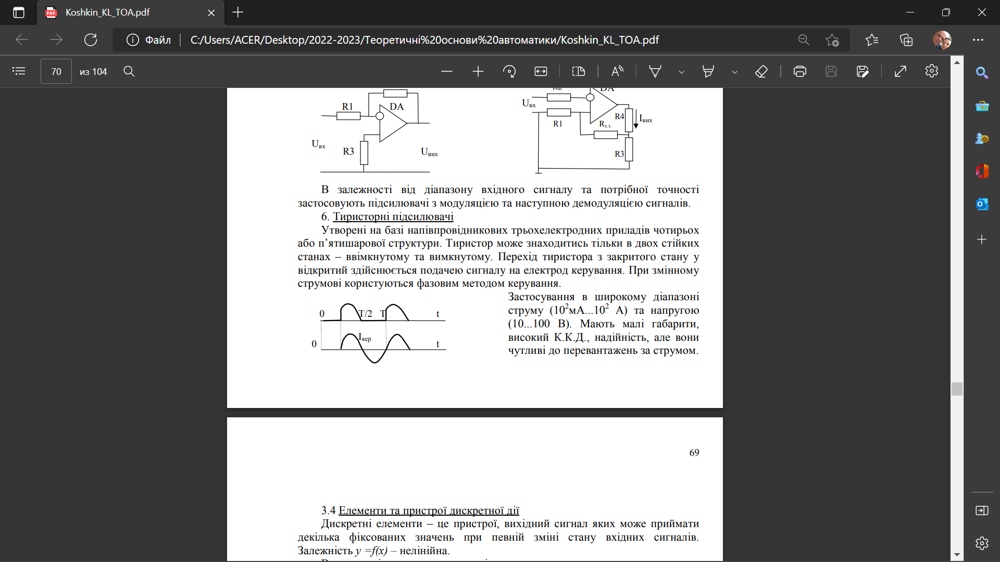 Koshkin_KL_TOA.pdf
Файл
C:/Users/ACER/Desktop/2022-2023/Теоретичні%20основи%20автоматики/Koshkin_KL_TOA.pdf
70 из 104
R1
DA
Uвх
R3
Uвих
DA
Uвх
R1
Rз.з.
R4
Iвих
R3
В залежності від діапазону вхідного сигналу та потрібної точності
застосовують підсилювачі з модуляцією та наступною демодуляцією сигналів.
6. Тиристорні підсилювачі
Утворені на базі напівпровідникових трьохелектродних приладів чотирьох
або п’ятишарової структури. Тиристор може знаходитись тільки в двох стійких
станах – ввімкнутому та вимкнутому. Перехід тиристора з закритого стану у
відкритий здійснюється подачею сигналу на електрод керування. При змінному
струмові користуються фазовим методом керування.
0 T/2 T t
Iкер
0 t
Застосування в широкому діапазоні
струму (10²мА...10² А) та напругою
(10...100 В). Мають малі габарити,
високий К.К.Д., надійність, але вони
чутливі до перевантажень за струмом.
69
3.4 Елементи та пристрої дискретної дії
Дискретні елементи – це пристрої, вихідний сигнал яких може приймати
декілька фіксованих значень при певній зміні стану вхідних сигналів.
Залежність y =f(x) – нелінійна.